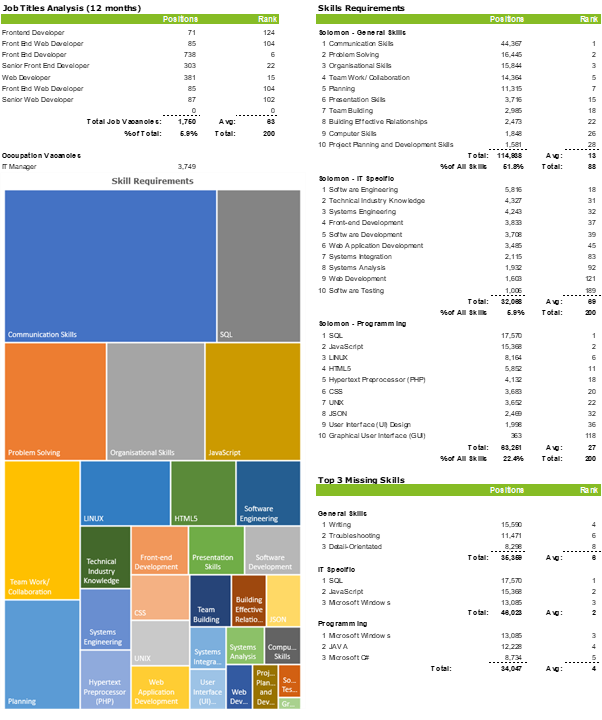 Job Titles Analysis (12 months)
Positions Rank
Frontend Developer 71 124
Front End Web Developer 85 104
Front End Developer 738 6
Senior Front End Developer 303 22
Web Developer 381 15
Front End Web Developer 85 104
Senior Web Developer 87 102
0 0
Total Job Vacancies: 1,750 Avg: 63
% of Total: 5.9% Total: 200
Occupation Vacancies
IT Manager 3,749
Skill Requirements
Communication Skills
SQL
Problem Solving
Organisational Skills
JavaScript
Team Work/
Collaboration
LINUX
HTML5
Software
Engineering
Technical
Industry
Knowledge
Front-end
Development
Presentation
Skills
Software
Development
Planning
Systems
Engineering
CSS
Team
Building
Building
Effective
Relatio...
JSON
UNIX
Systems
Integra...
Systems
Analysis
Compu...
Skills
Hypertext
Preprocessor
(PHP)
Web
Application
Development
User
Interface
(UI)...
Web
Dev...
Proj...
Plan...
and
Dev...
So...
Tes...
Gr...
Skills Requirements
Positions Rank
Solomon - General Skills
1 Communication Skills 44,367 1
2 Problem Solving 16,445 2
3 Organisational Skills 15,844 3
4 Team Work/ Collaboration 14,364 5
5 Planning 11,315 7
6 Presentation Skills 3,716 15
7 Team Building 2,985 18
8 Building Effective Relationships 2,473 22
9 Computer Skills 1,848 26
10 Project Planning and Development Skills 1,581 28
Total: 114,938 Avg: 13
% of All Skills 51.8% Total: 88
Solomon - IT Specific
1 Software Engineering 5,816 18
2 Technical Industry Knowledge 4,327 31
3 Systems Engineering 4,243 32
4 Front-end Development 3,833 37
5 Software Development 3,708 39
6 Web Application Development 3,485 45
7 Systems Integration 2,115 83
8 Systems Analysis 1,932 92
9 Web Development 1,603 121
10 Software Testing 1,006 189
Total: 32,068 Avg: 69
% of All Skills 5.9% Total: 200
Solomon - Programming
1 SQL 17,570 1
2 JavaScript 15,368 2
3 LINUX 8,164 6
4 HTML5 5,852 11
5 Hypertext Preprocessor (PHP) 4,132 18
6 CSS 3,683 20
7 UNIX 3,652 22
8 JSON 2,469 32
9 User Interface (UI) Design 1,998 36
10 Graphical User Interface (GUI) 363 118
Total: 63,251 Avg: 27
% of All Skills 22.4% Total: 200
Top 3 Missing Skills
Positions Rank
General Skills
1 Writing 15,590 4
2 Troubleshooting 11,471 6
3 Detail-Orientated 8,298 8
Total: 35,359 Avg: 6
IT Specific
1 SQL 17,570 1
2 JavaScript 15,368 2
3 Microsoft Windows 13,085 3
Total: 46,023 Avg: 2
Programming
1 Microsoft Windows 13,085 3
2 JAVA 12,228 4
3 Microsoft C# 8,734 5
Total: 34,047 Avg: 4